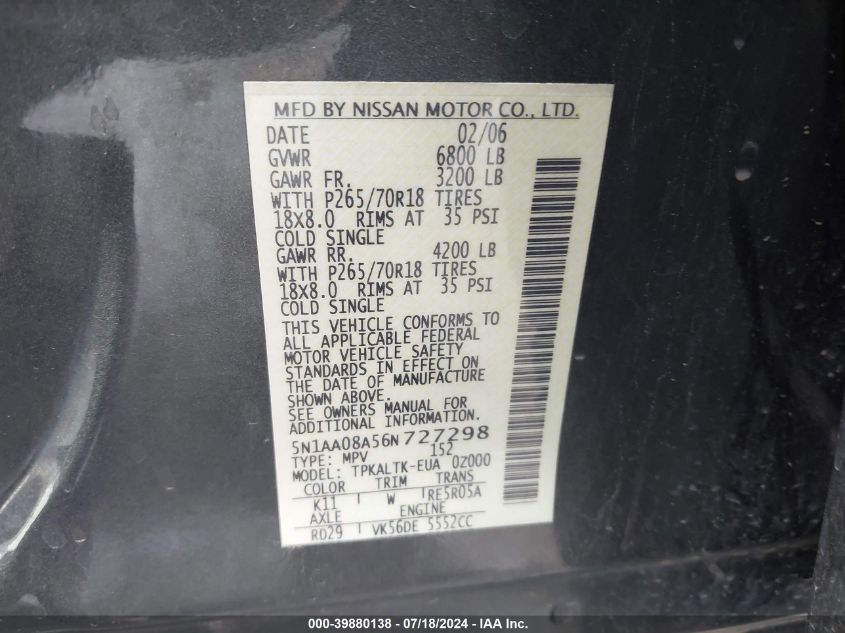 MFD BY NISSAN MOTOR CO., LTD.
DATE 02/06
GVWR 6800 LB
GAWR FR. 3200 LB
WITH P265/70R18 TIRES
18X8.0 RIMS AT 35 PSI
COLD SINGLE
GAWR RR. 4200 LB
WITH P265/70R18 TIRES
18X8.0 RIMS AT 35 PSI
COLD SINGLE
THIS VEHICLE CONFORMS TO
ALL APPLICABLE FEDERAL
MOTOR VEHICLE SAFETY
STANDARDS IN EFFECT ON
THE DATE OF MANUFACTURE
SHOWN ABOVE.
SEE OWNERS MANUAL FOR
ADDITIONAL INFORMATION.
5N1AA08A56N727298
TYPE: MPV 152
MODEL: TPKALTK-EUA 0Z000
COLOR TRIM TRANS
K11 W RE5R05A
AXLE ENGINE
R029 VK56DE 5552CC
000-39880138 - 07/18/2024 - IAA Inc.